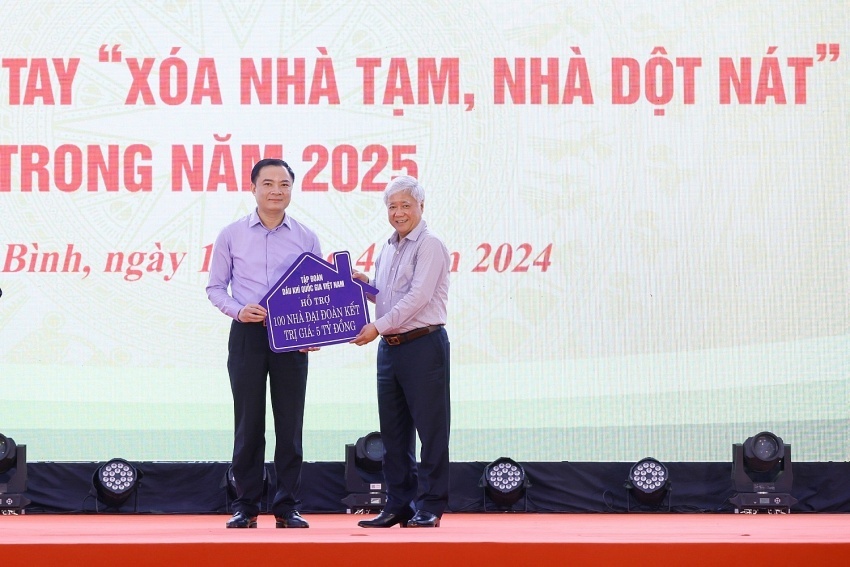 TAY “XÓA NHÀ TẠM, NHÀ DỘT NÁT”
TRONG NĂM 2025
Bình, ngày 1 4 2024
TẬP ĐOÀN
DẦU KHÍ QUỐC GIA VIỆT NAM
HỖ TRỢ
100 NHÀ ĐẠI ĐOÀN KẾT
TRỊ GIÁ: 5 TỶ ĐỒNG